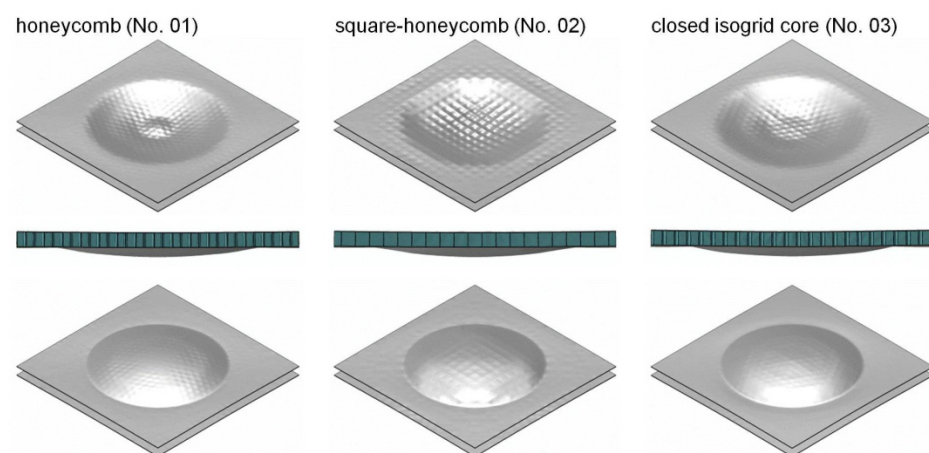 honeycomb (No. 01)
square-honeycomb (No. 02)
closed isogrid core (No. 03)